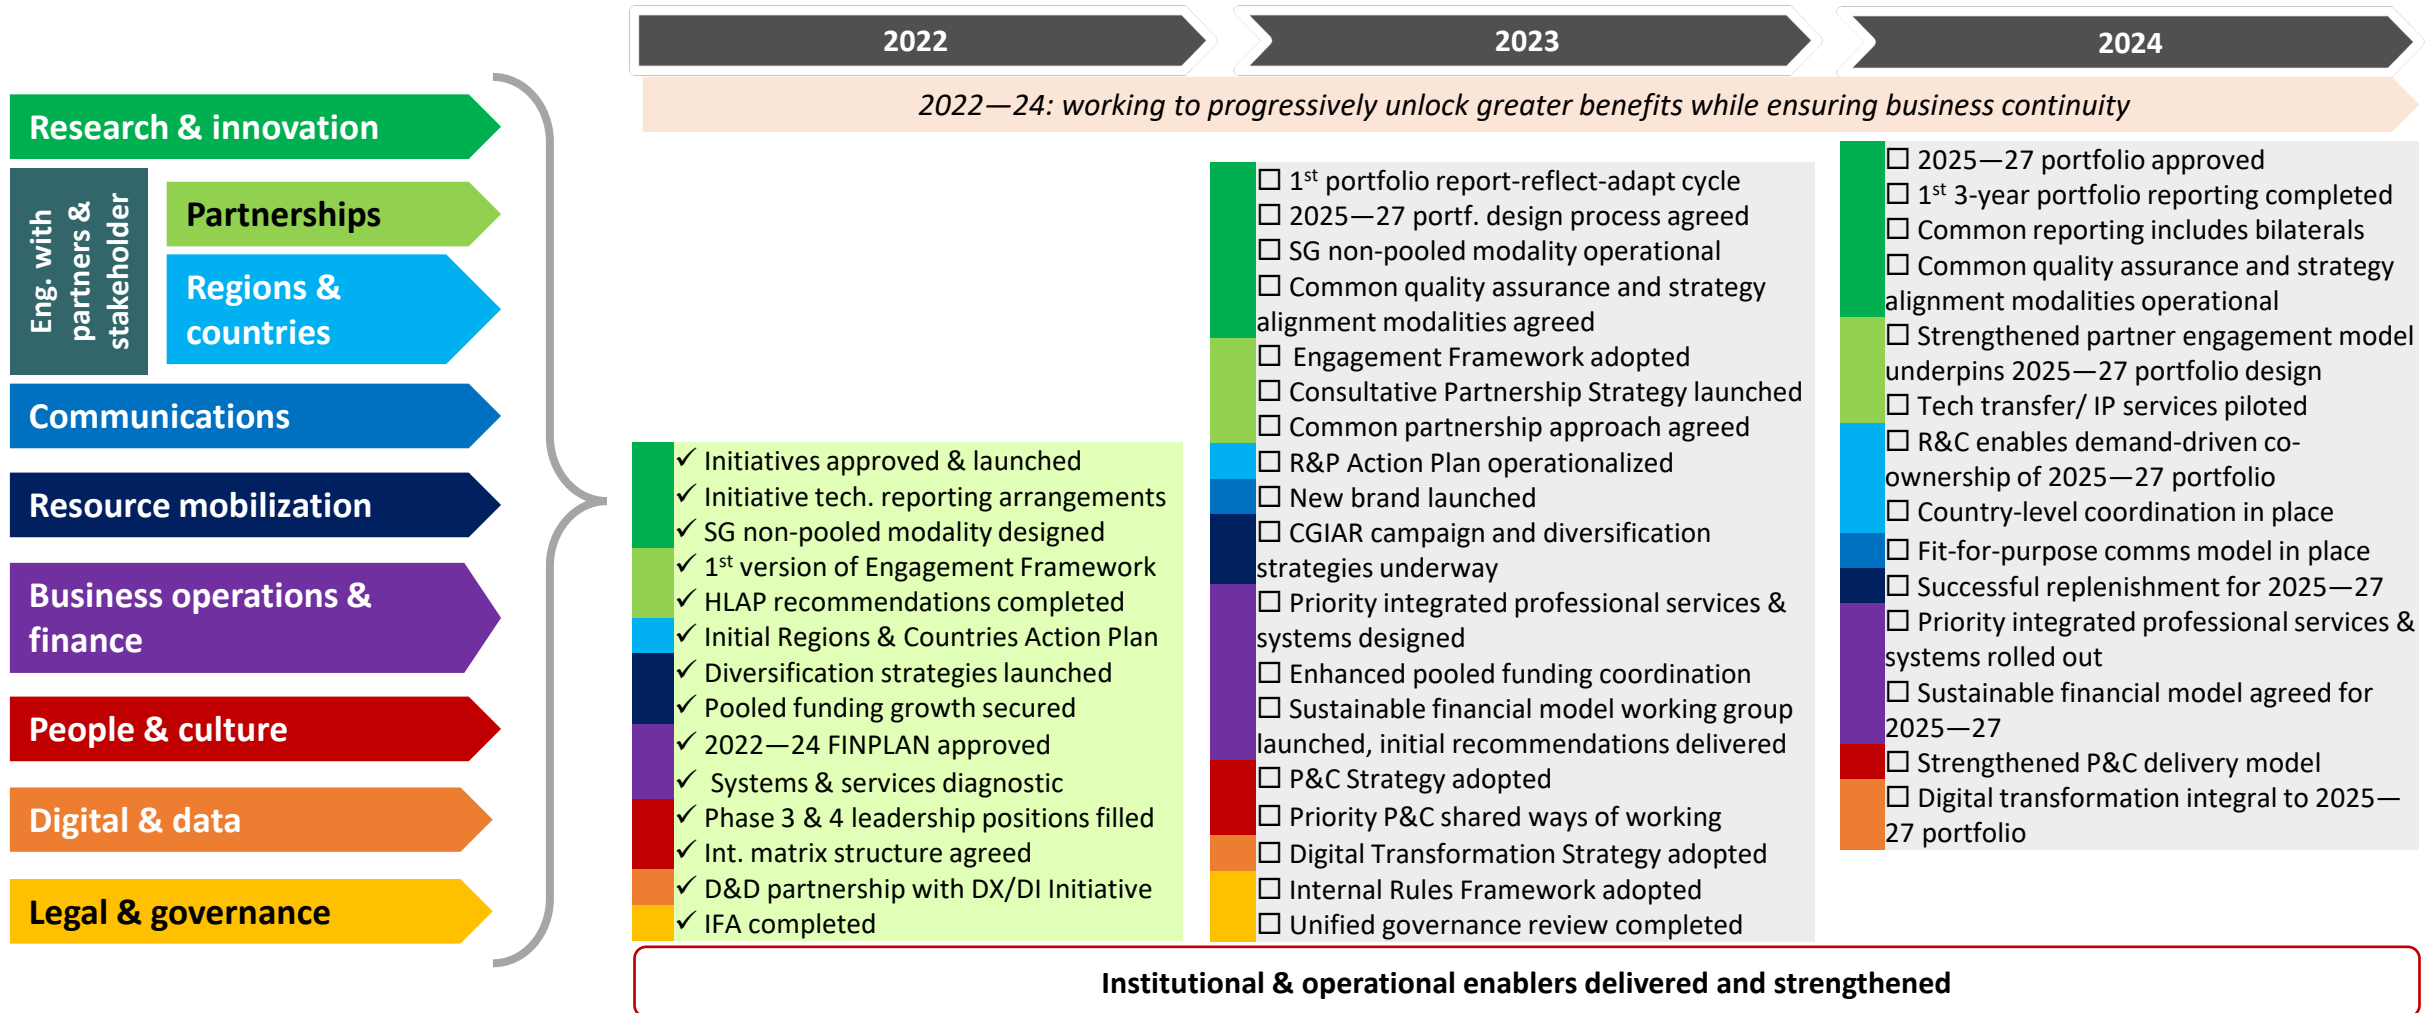 2022
2023
2024
2022—24: working to progressively unlock greater benefits while ensuring business continuity
Research & innovation
Eng. with
partners &
stakeholder
Partnerships
Regions &
countries
Communications
Resource mobilization
Business operations &
finance
People & culture
Digital & data
Legal & governance
✓ Initiatives approved & launched
✓ Initiative tech. reporting arrangements
✓ SG non-pooled modality designed
✓ 1st version of Engagement Framework
✓ HLAP recommendations completed
✓ Initial Regions & Countries Action Plan
✓ Diversification strategies launched
✓ Pooled funding growth secured
✓ 2022—24 FINPLAN approved
✓ Systems & services diagnostic
✓ Phase 3 & 4 leadership positions filled
✓ Int. matrix structure agreed
✓ D&D partnership with DX/DI Initiative
✓ IFA completed
☐ 1st portfolio report-reflect-adapt cycle
☐ 2025—27 portf. design process agreed
☐ SG non-pooled modality operational
☐ Common quality assurance and strategy
alignment modalities agreed
☐ Engagement Framework adopted
☐ Consultative Partnership Strategy launched
☐ Common partnership approach agreed
☐ R&P Action Plan operationalized
☐ New brand launched
☐ CGIAR campaign and diversification
strategies underway
☐ Priority integrated professional services &
systems designed
☐ Enhanced pooled funding coordination
☐ Sustainable financial model working group
launched, initial recommendations delivered
☐ P&C Strategy adopted
☐ Priority P&C shared ways of working
☐ Digital Transformation Strategy adopted
☐ Internal Rules Framework adopted
☐ Unified governance review completed
☐ 2025—27 portfolio approved
☐ 1st 3-year portfolio reporting completed
☐ Common reporting includes bilaterals
☐ Common quality assurance and strategy
alignment modalities operational
☐ Strengthened partner engagement model
underpins 2025—27 portfolio design
☐ Tech transfer/ IP services piloted
☐ R&C enables demand-driven co-
ownership of 2025—27 portfolio
☐ Country-level coordination in place
☐ Fit-for-purpose comms model in place
☐ Successful replenishment for 2025—27
☐ Priority integrated professional services &
systems rolled out
☐ Sustainable financial model agreed for
2025—27
☐ Strengthened P&C delivery model
☐ Digital transformation integral to 2025—
27 portfolio
Institutional & operational enablers delivered and strengthened